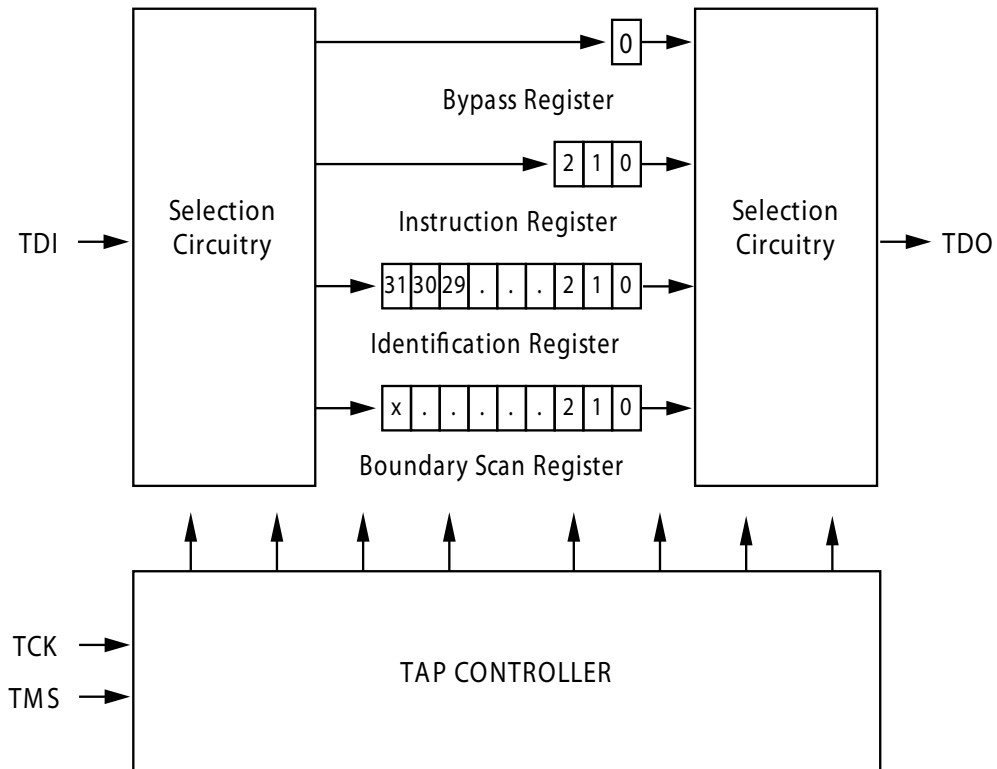 0
Bypass Register
2 1 0
Instruction Register
Selection
Circuitry
Selection
Circuitry
TDI
TDO
31 30 29 . . . 2 1 0
Identification Register
x . . . . . 2 1 0
Boundary Scan Register
TCK
TMS
TAP CONTROLLER